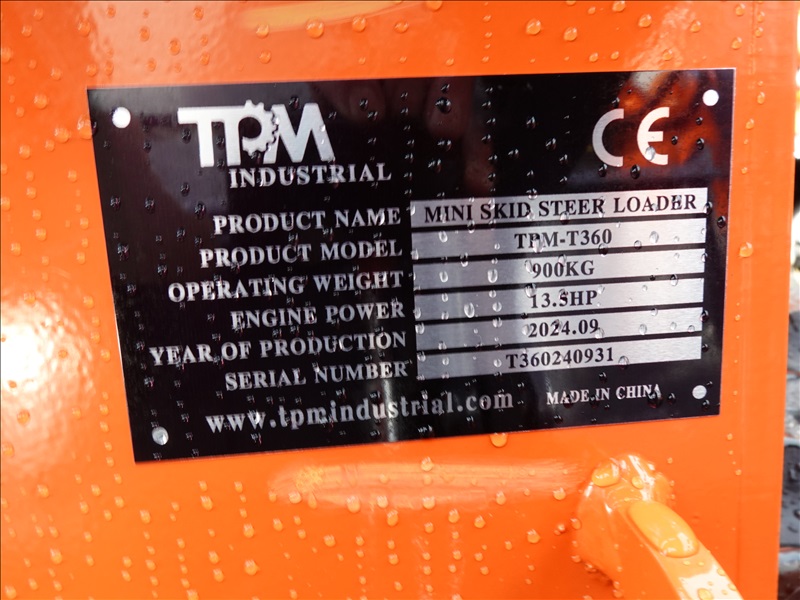 TPM
INDUSTRIAL
CE
PRODUCT NAME MINI SKID STEER LOADER
PRODUCT MODEL TPM-T360
OPERATING WEIGHT 900KG
ENGINE POWER 13.5HP
YEAR OF PRODUCTION 2024.09
SERIAL NUMBER T360240931
www.tpmindustrial.com MADE IN CHINA